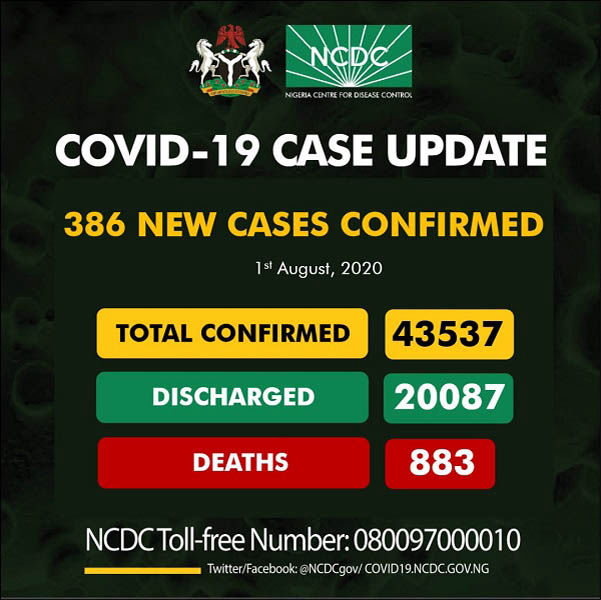 NCDC
NIGERIA CENTRE FOR DISEASE CONTROL
COVID-19 CASE UPDATE
386 NEW CASES CONFIRMED
1st August, 2020
TOTAL CONFIRMED 43537
DISCHARGED 20087
DEATHS 883
NCDC Toll-free Number: 080097000010
Twitter/Facebook: @NCDCgov/ COVID19.NCDC.GOV.NG